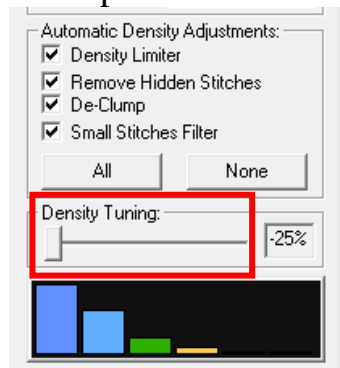 Automatic Density Adjustments:
Density Limiter
Remove Hidden Stitches
De-Clump
Small Stitches Filter
All None
Density Tuning:
-25%